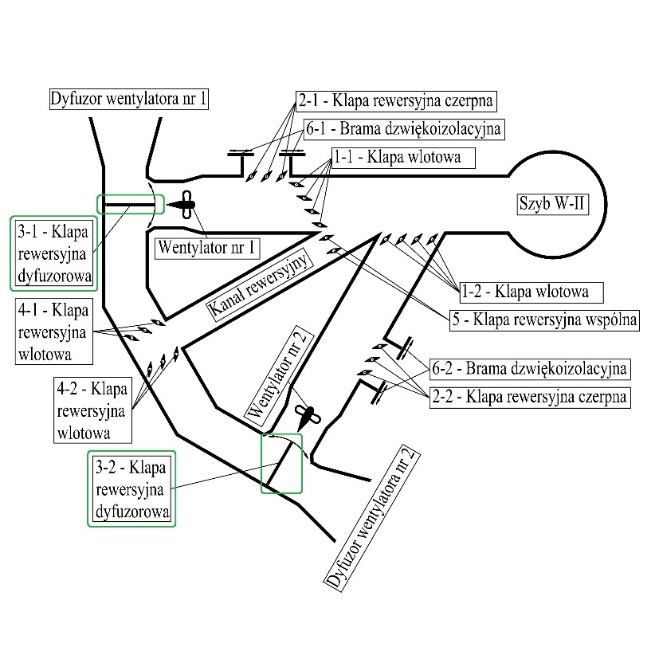 Dyfuzor wentylatora nr 1
2-1 - Klapa rewersyjna czerpna
6-1 - Brama dzwiękoizolacyjna
1-1 - Klapa wlotowa
Szyb W-II
3-1 - Klapa
rewersyjna
dyfuzorowa
Wentylator nr 1
Kanał rewersyjny
1-2 - Klapa wlotowa
5 - Klapa rewersyjna wspólna
4-1 - Klapa
rewersyjna
wlotowa
Wentylator nr 2
6-2 - Brama dzwiękoizolacyjna
2-2 - Klapa rewersyjna czerpna
4-2 - Klapa
rewersyjna
wlotowa
3-2 - Klapa
rewersyjna
dyfuzorowa
Dyfuzor wentylatora nr 2